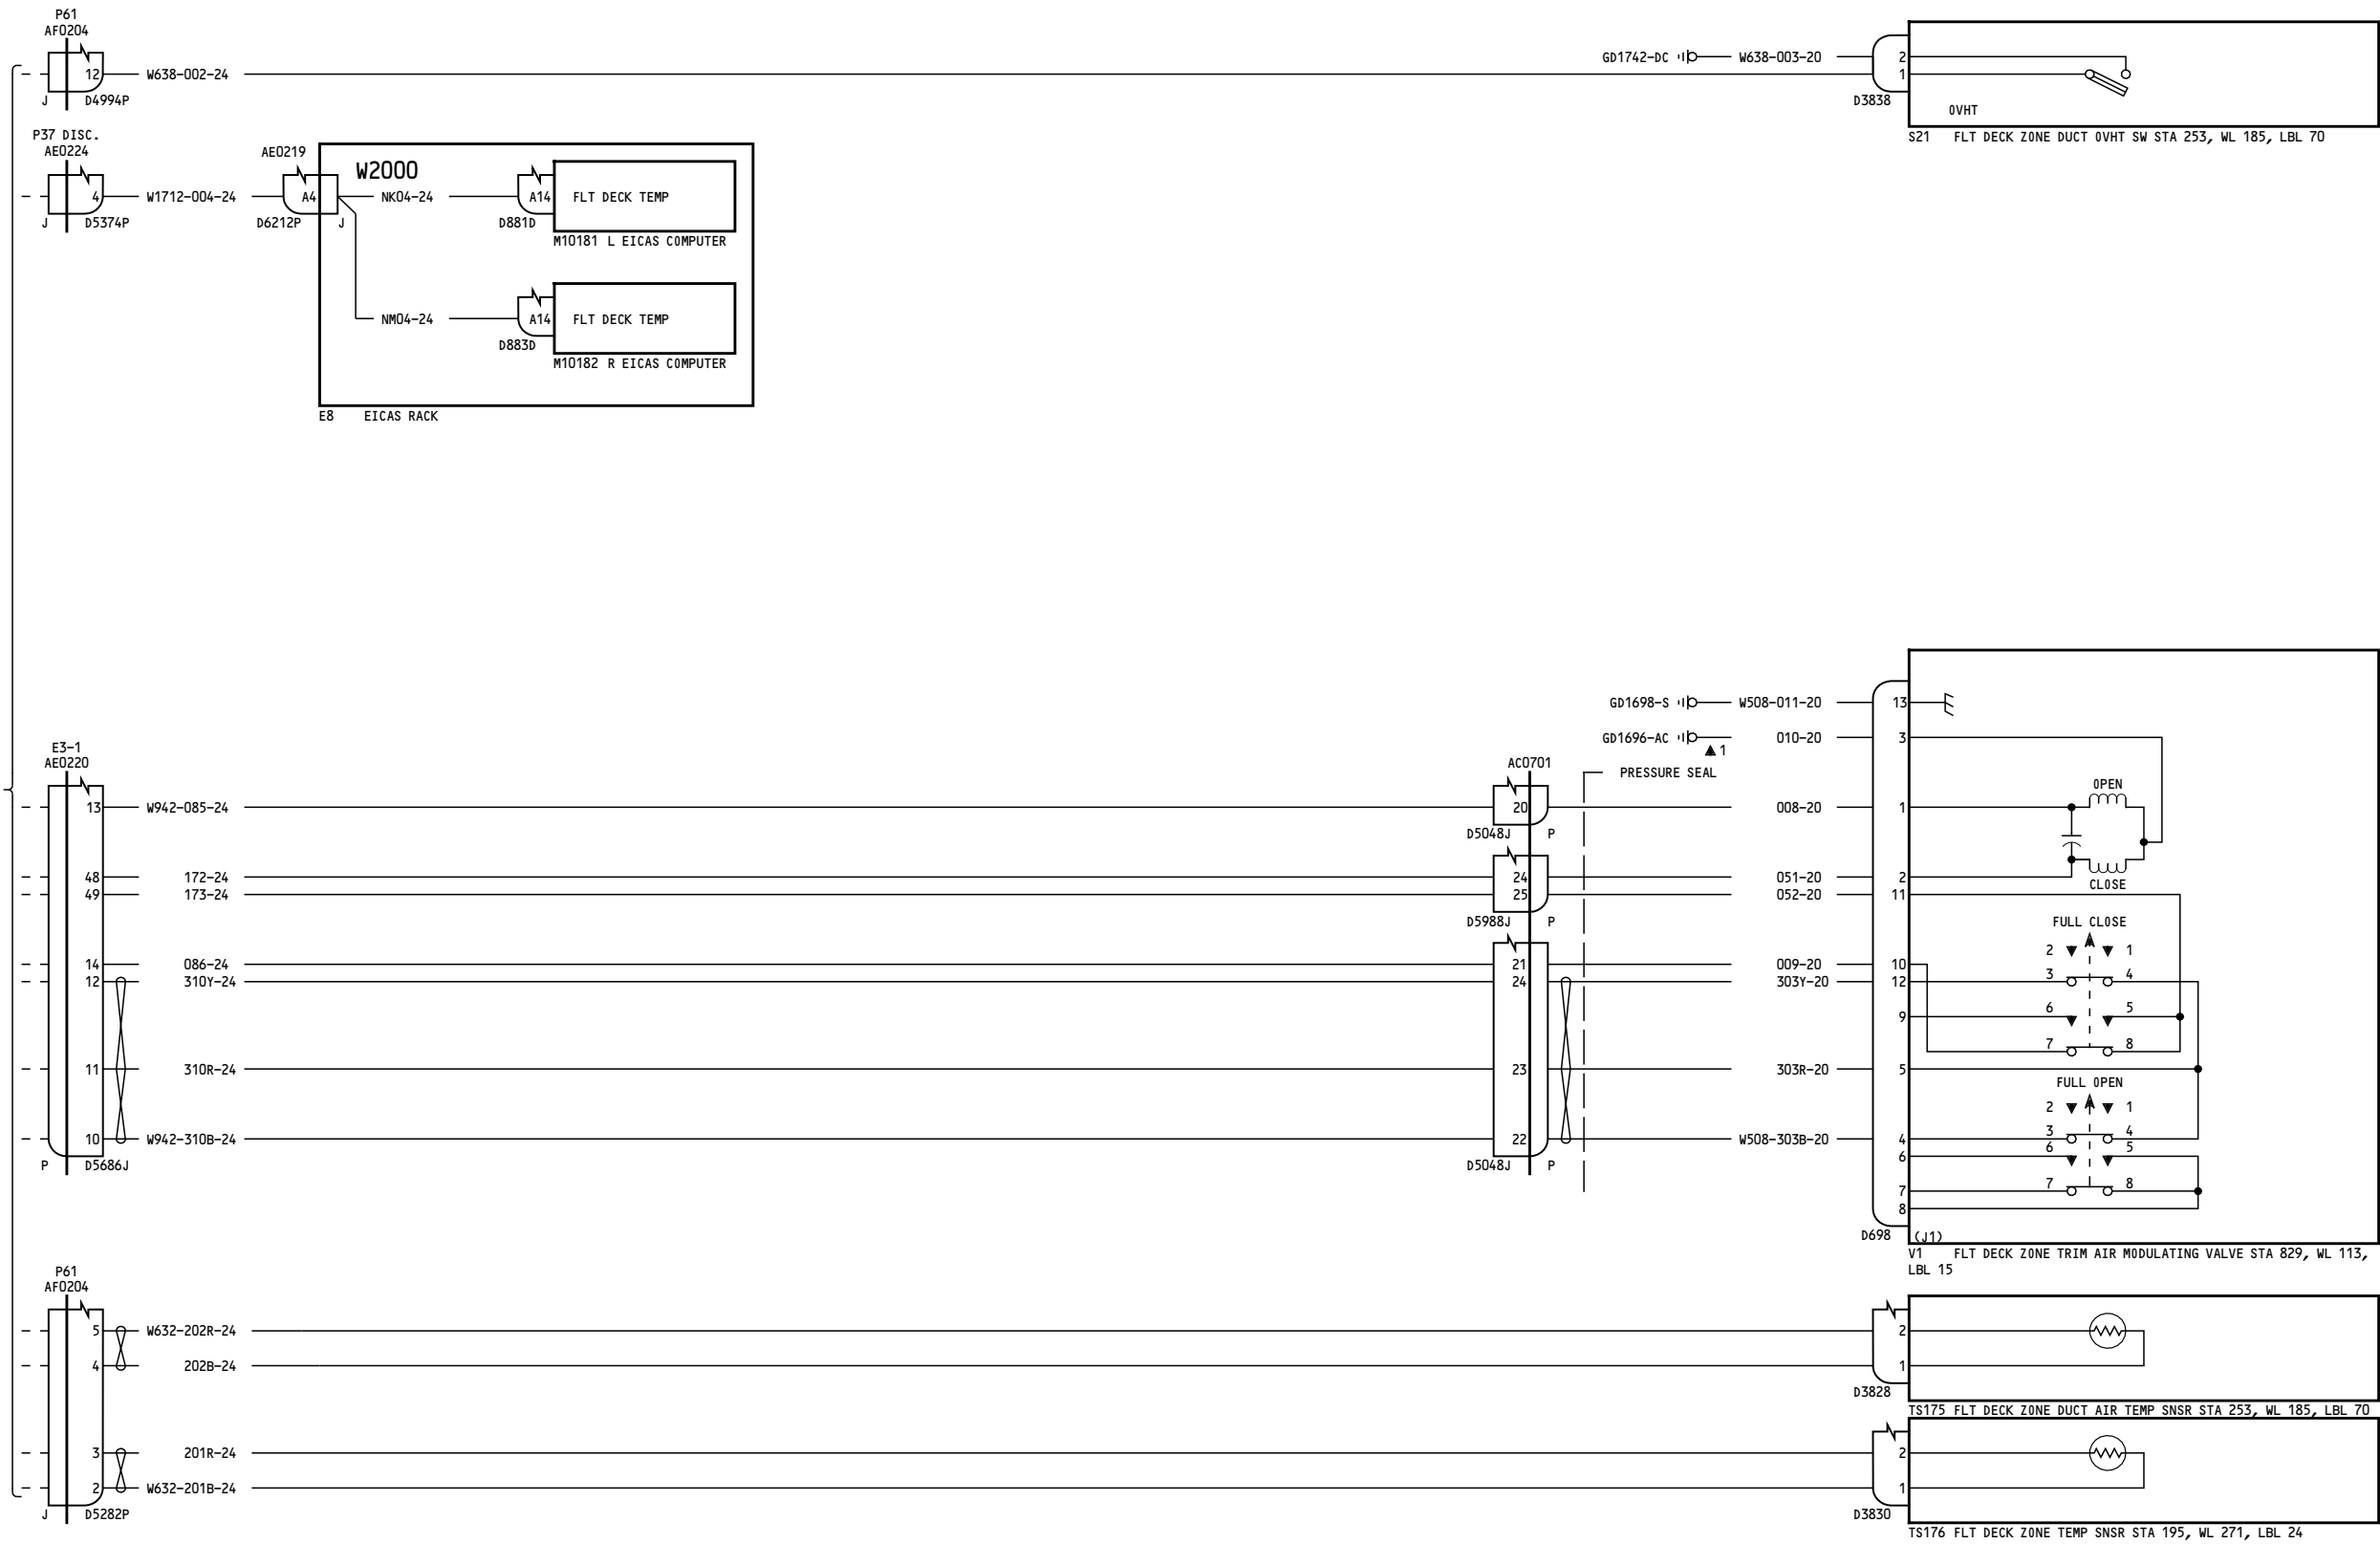 P61
AF0204
12
W638-002-24
J
D4994P
GD1742-DC
W638-003-20
2
1
D3838
OVHT
S21 FLT DECK ZONE DUCT OVHT SW STA 253, WL 185, LBL 70
P37 DISC.
AE0224
4
W1712-004-24
J
D5374P
AE0219
A4
D6212P
J
W2000
NK04-24
A14
FLT DECK TEMP
D881D
M10181 L EICAS COMPUTER
NM04-24
A14
FLT DECK TEMP
D883D
M10182 R EICAS COMPUTER
E8 EICAS RACK
GD1698-S
W508-011-20
13
GD1696-AC
010-20
3
1
PRESSURE SEAL
E3-1
AE0220
AC0701
13
W942-085-24
20
008-20
1
OPEN
D5048J
P
48
172-24
24
051-20
2
CLOSE
49
173-24
25
052-20
11
D5988J
P
FULL CLOSE
2
1
14
086-24
21
009-20
10
12
310Y-24
24
303Y-20
12
3
4
9
6
5
7
8
11
310R-24
23
303R-20
5
FULL OPEN
2
1
10
W942-310B-24
22
W508-303B-20
4
3
4
6
6
5
7
7
8
8
P
D5686J
D5048J
P
D698
(J1)
V1 FLT DECK ZONE TRIM AIR MODULATING VALVE STA 829, WL 113,
LBL 15
P61
AF0204
5
W632-202R-24
2
4
202B-24
1
D3828
TS175 FLT DECK ZONE DUCT AIR TEMP SNSR STA 253, WL 185, LBL 70
3
201R-24
2
2
W632-201B-24
1
J
D5282P
D3830
TS176 FLT DECK ZONE TEMP SNSR STA 195, WL 271, LBL 24